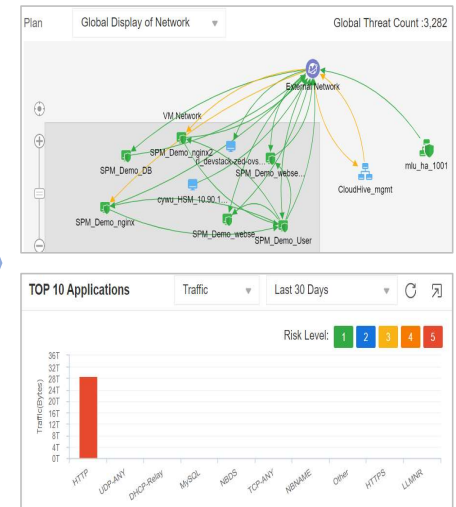 Plan Global Display of Network Global Threat Count :3,282
External Network
VM Network
SPM_Demo_nginx2
d_devstack-zed-ovs...
SPM_Demo_DB
SPM_Demo_webse...
mlu_ha_1001
CloudHive_mgmt
cywu_HSM_10.90.1...
SPM_Demo_nginx
SPM_Demo_webse...
SPM_Demo_User
TOP 10 Applications Traffic Last 30 Days
Risk Level: 1 2 3 4 5
Traffic(Bytes)
36T
32T
28T
24T
20T
16T
12T
8T
4T
0T
HTTP UDP-ANY DHCP-Relay MySQL NBDS TCP-ANY NBNAME Other HTTPS LLMNR